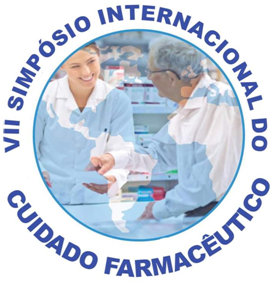 VII SIMPÓSIO INTERNACIONAL DO
CUIDADO FARMACÊUTICO